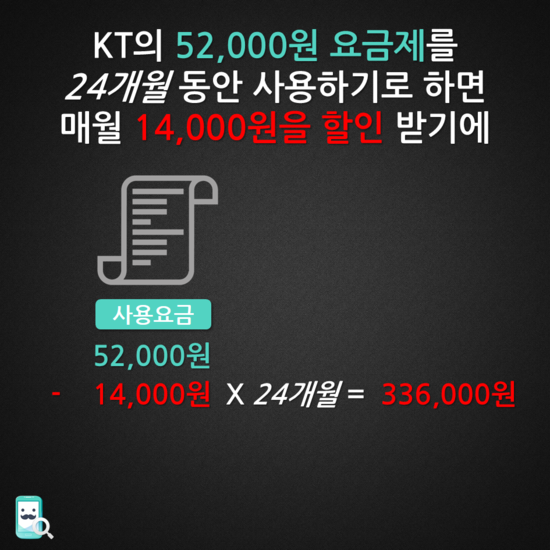 KT의 52,000원 요금제를
24개월 동안 사용하기로 하면
매월 14,000원을 할인 받기에
사용요금
52,000원
- 14,000원 X 24개월 = 336,000원